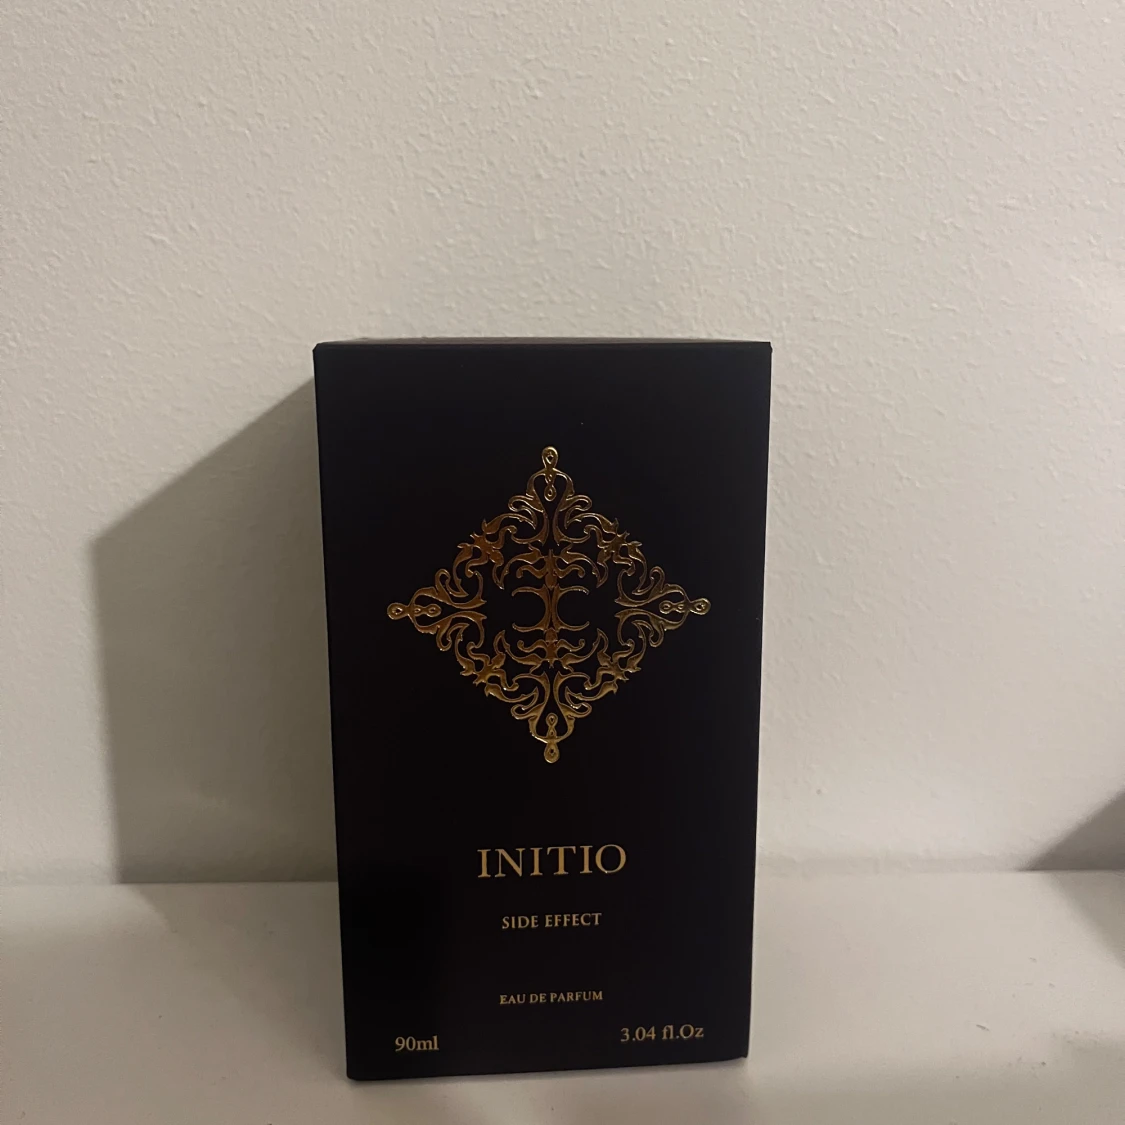 INITIO
SIDE EFFECT
EAU DE PARFUM
90ml 3.04 fl.Oz